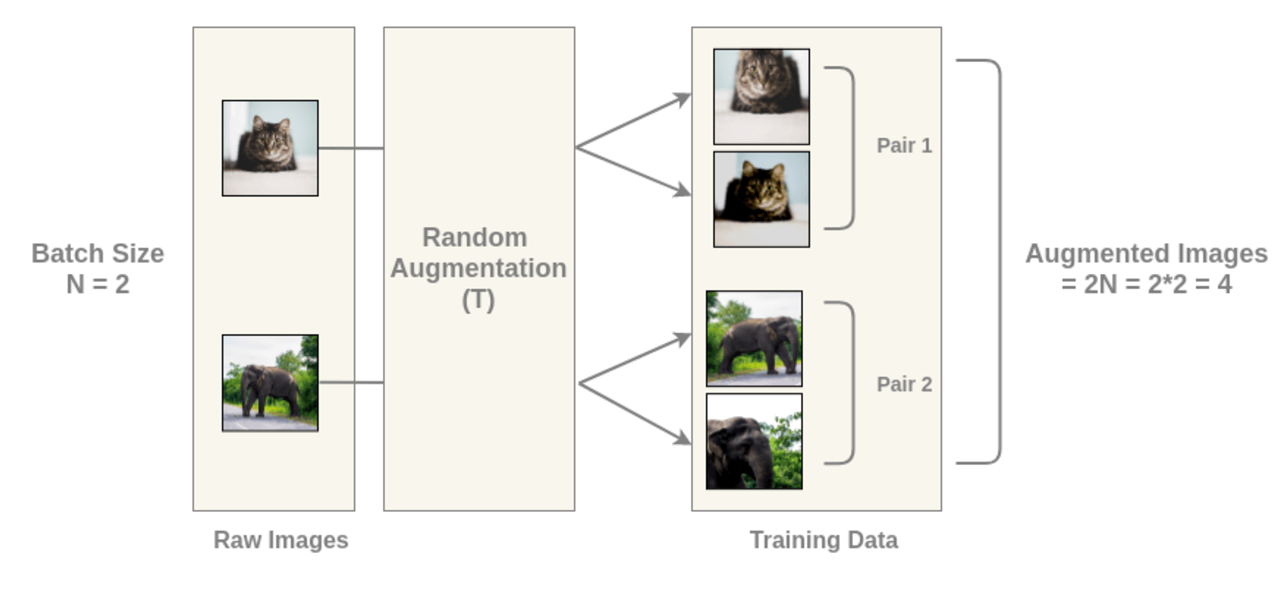 Batch Size
N = 2
Raw Images
Random
Augmentation
(T)
Pair 1
Pair 2
Training Data
Augmented Images
= 2N = 2*2 = 4